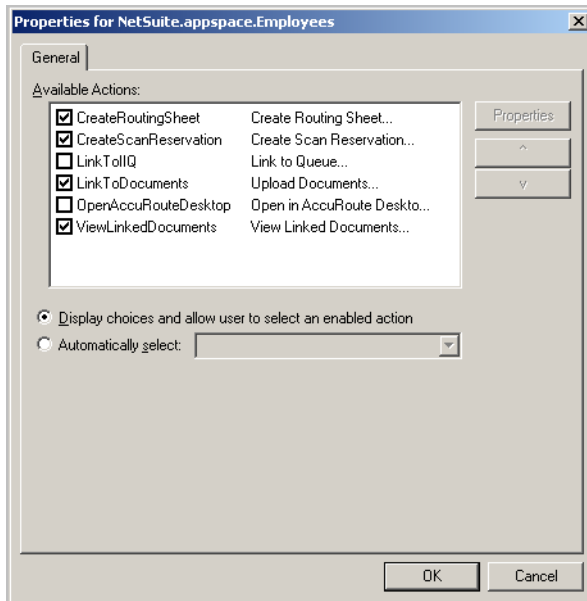 Properties for NetSuite.appspace.Employees
General
Available Actions:
CreateRoutingSheet Create Routing Sheet...
CreateScanReservation Create Scan Reservation...
LinkToIIQ Link to Queue...
LinkToDocuments Upload Documents...
OpenAccuRouteDesktop Open in AccuRoute Deskto...
ViewLinkedDocuments View Linked Documents...
Properties
^
v
Display choices and allow user to select an enabled action
Automatically select:
OK Cancel